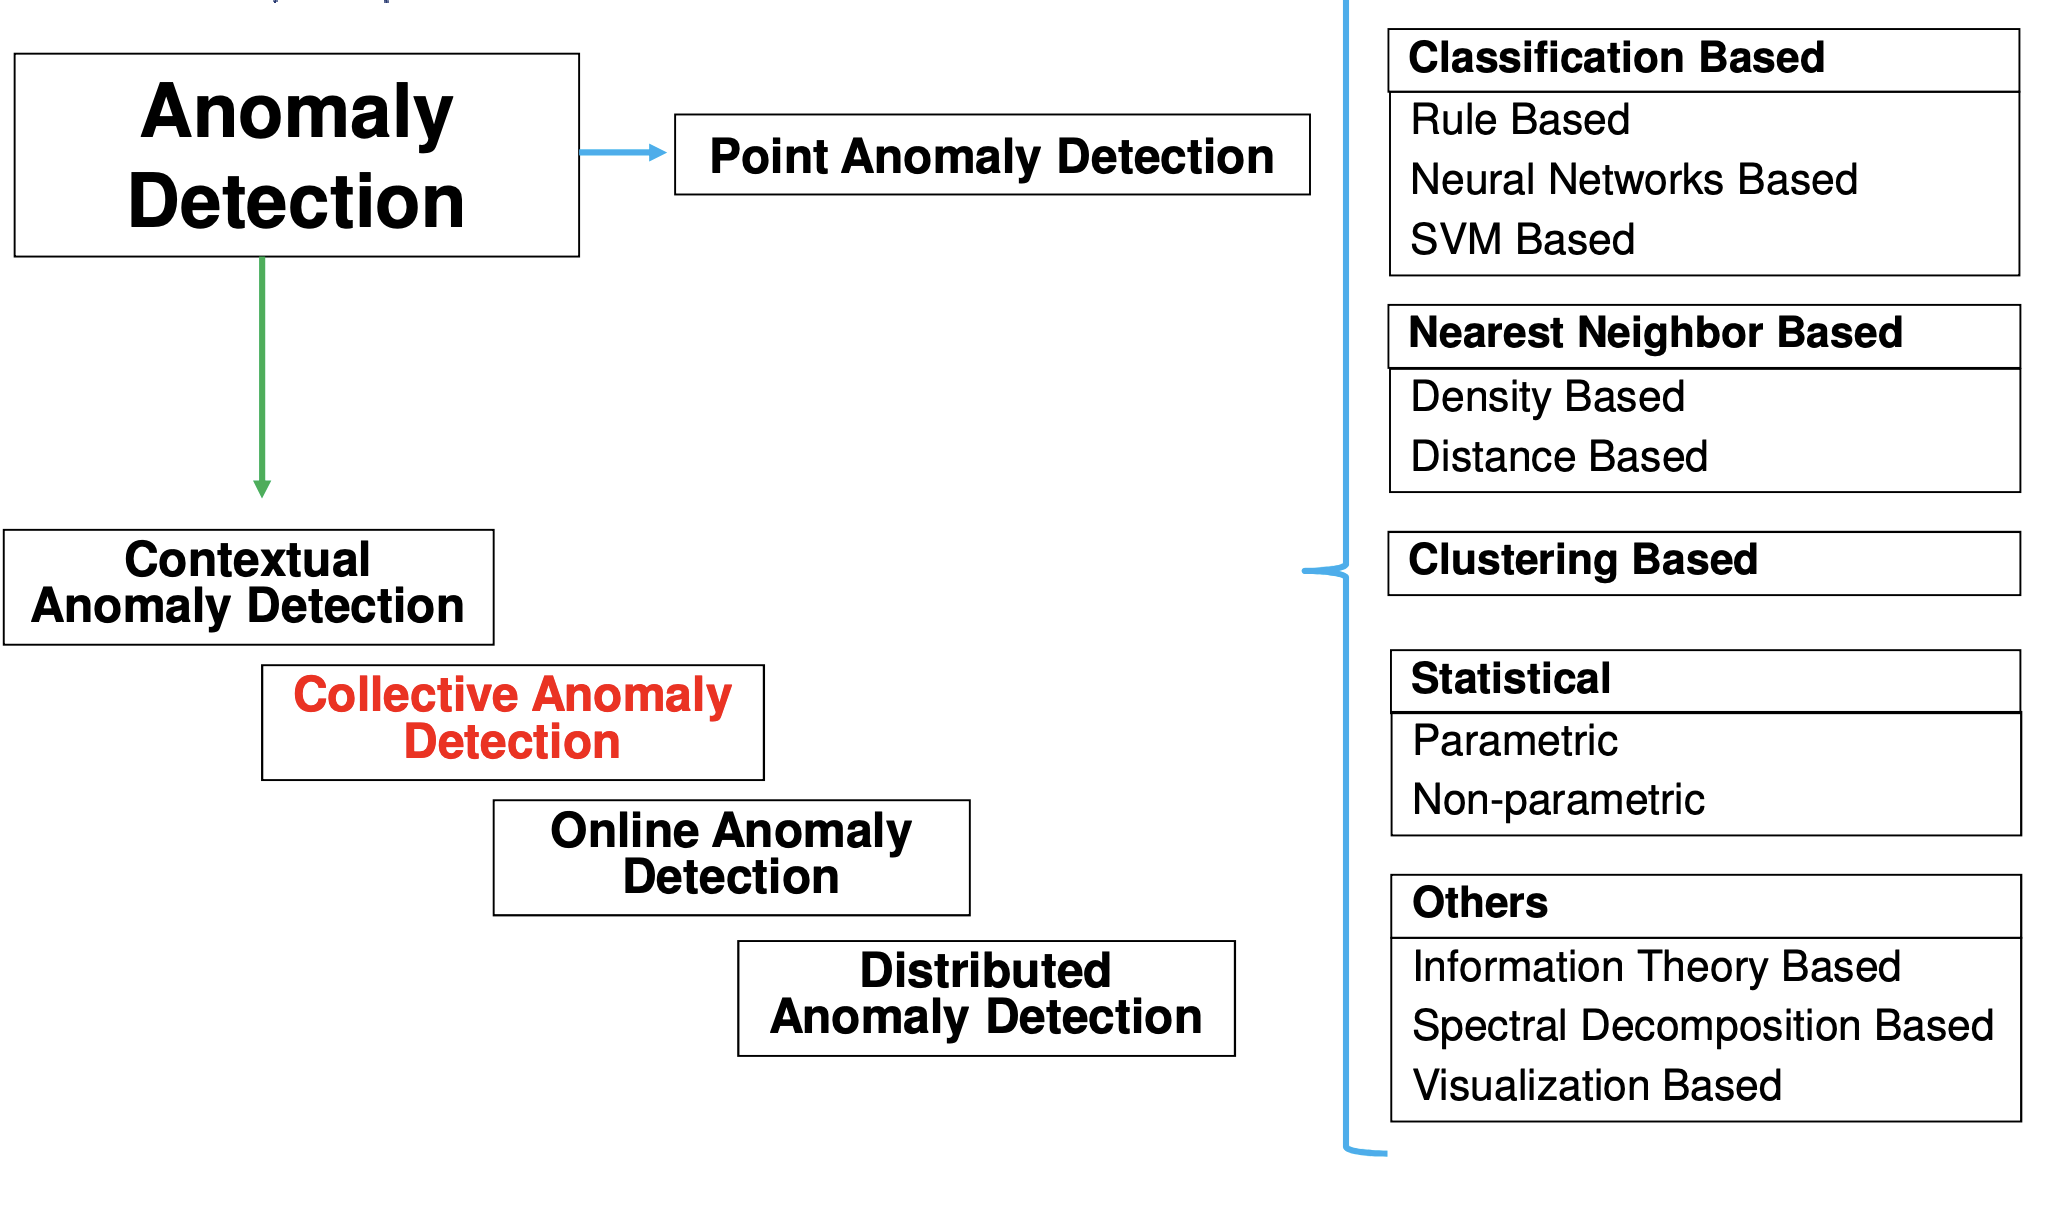 Anomaly
Detection
Point Anomaly Detection
Contextual
Anomaly Detection
Collective Anomaly
Detection
Online Anomaly
Detection
Distributed
Anomaly Detection
Classification Based
Rule Based
Neural Networks Based
SVM Based
Nearest Neighbor Based
Density Based
Distance Based
Clustering Based
Statistical
Parametric
Non-parametric
Others
Information Theory Based
Spectral Decomposition Based
Visualization Based